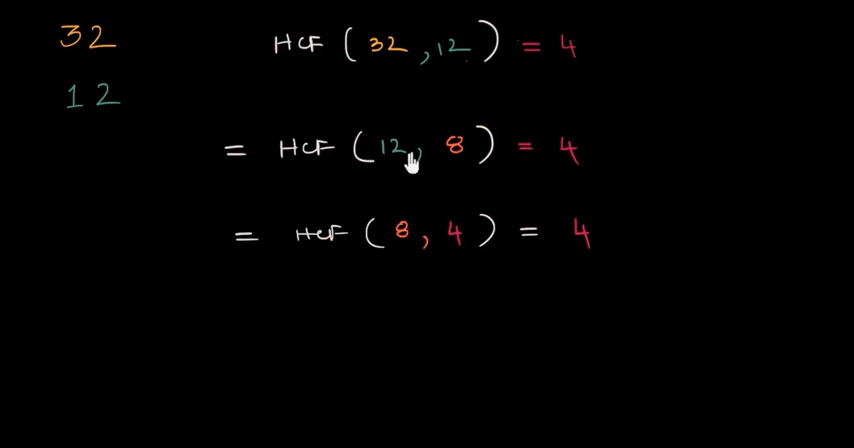 32 HCF ( 32 , 12 ) = 4
12
= HCF ( 12 , 8 ) = 4
= HCF ( 8 , 4 ) = 4